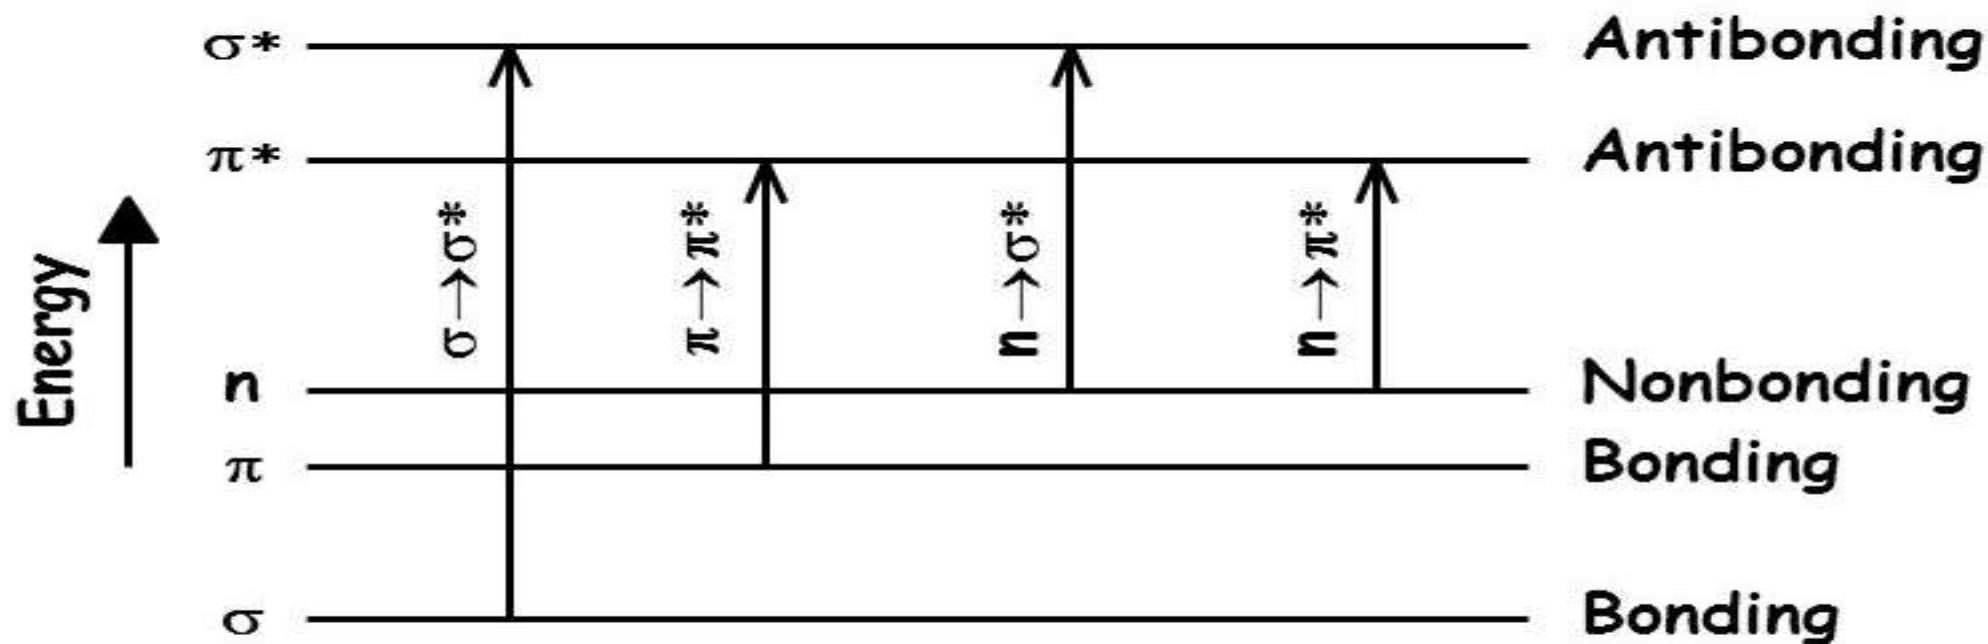 σ* Antibonding
π* Antibonding
Energy
σ→σ*
π→π*
n→σ*
n→π*
n Nonbonding
π Bonding
σ Bonding